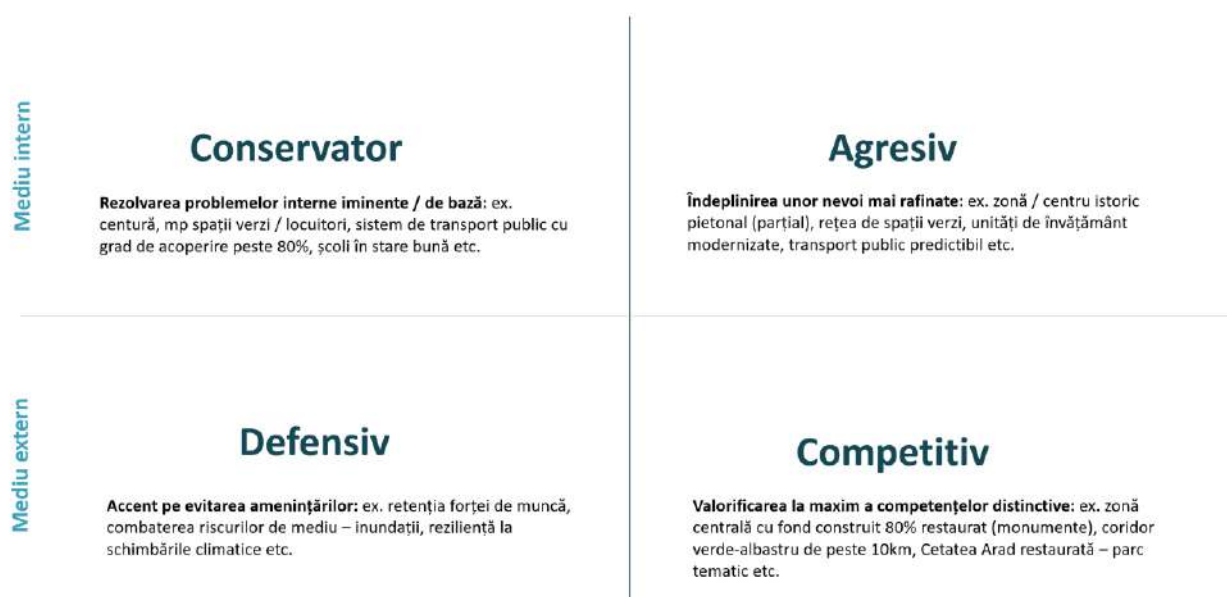 Mediu intern
Conservator
Rezolvarea problemelor interne iminente / de bază: ex.
centură, mp spații verzi / locuitori, sistem de transport public cu
grad de acoperire peste 80%, școli în stare bună etc.
Agresiv
Îndeplinirea unor nevoi mai rafinate: ex. zonă / centru istoric
pietonal (parțial), rețea de spații verzi, unități de învățământ
modernizate, transport public predictibil etc.
Mediu extern
Defensiv
Accent pe evitarea amenințărilor: ex. retenția forței de muncă,
combaterea riscurilor de mediu – inundații, reziliență la
schimbările climatice etc.
Competitiv
Valorificarea la maxim a competențelor distinctive: ex. zonă
centrală cu fond construit 80% restaurat (monumente), coridor
verde-albastru de peste 10km, Cetatea Arad restaurată – parc
tematic etc.